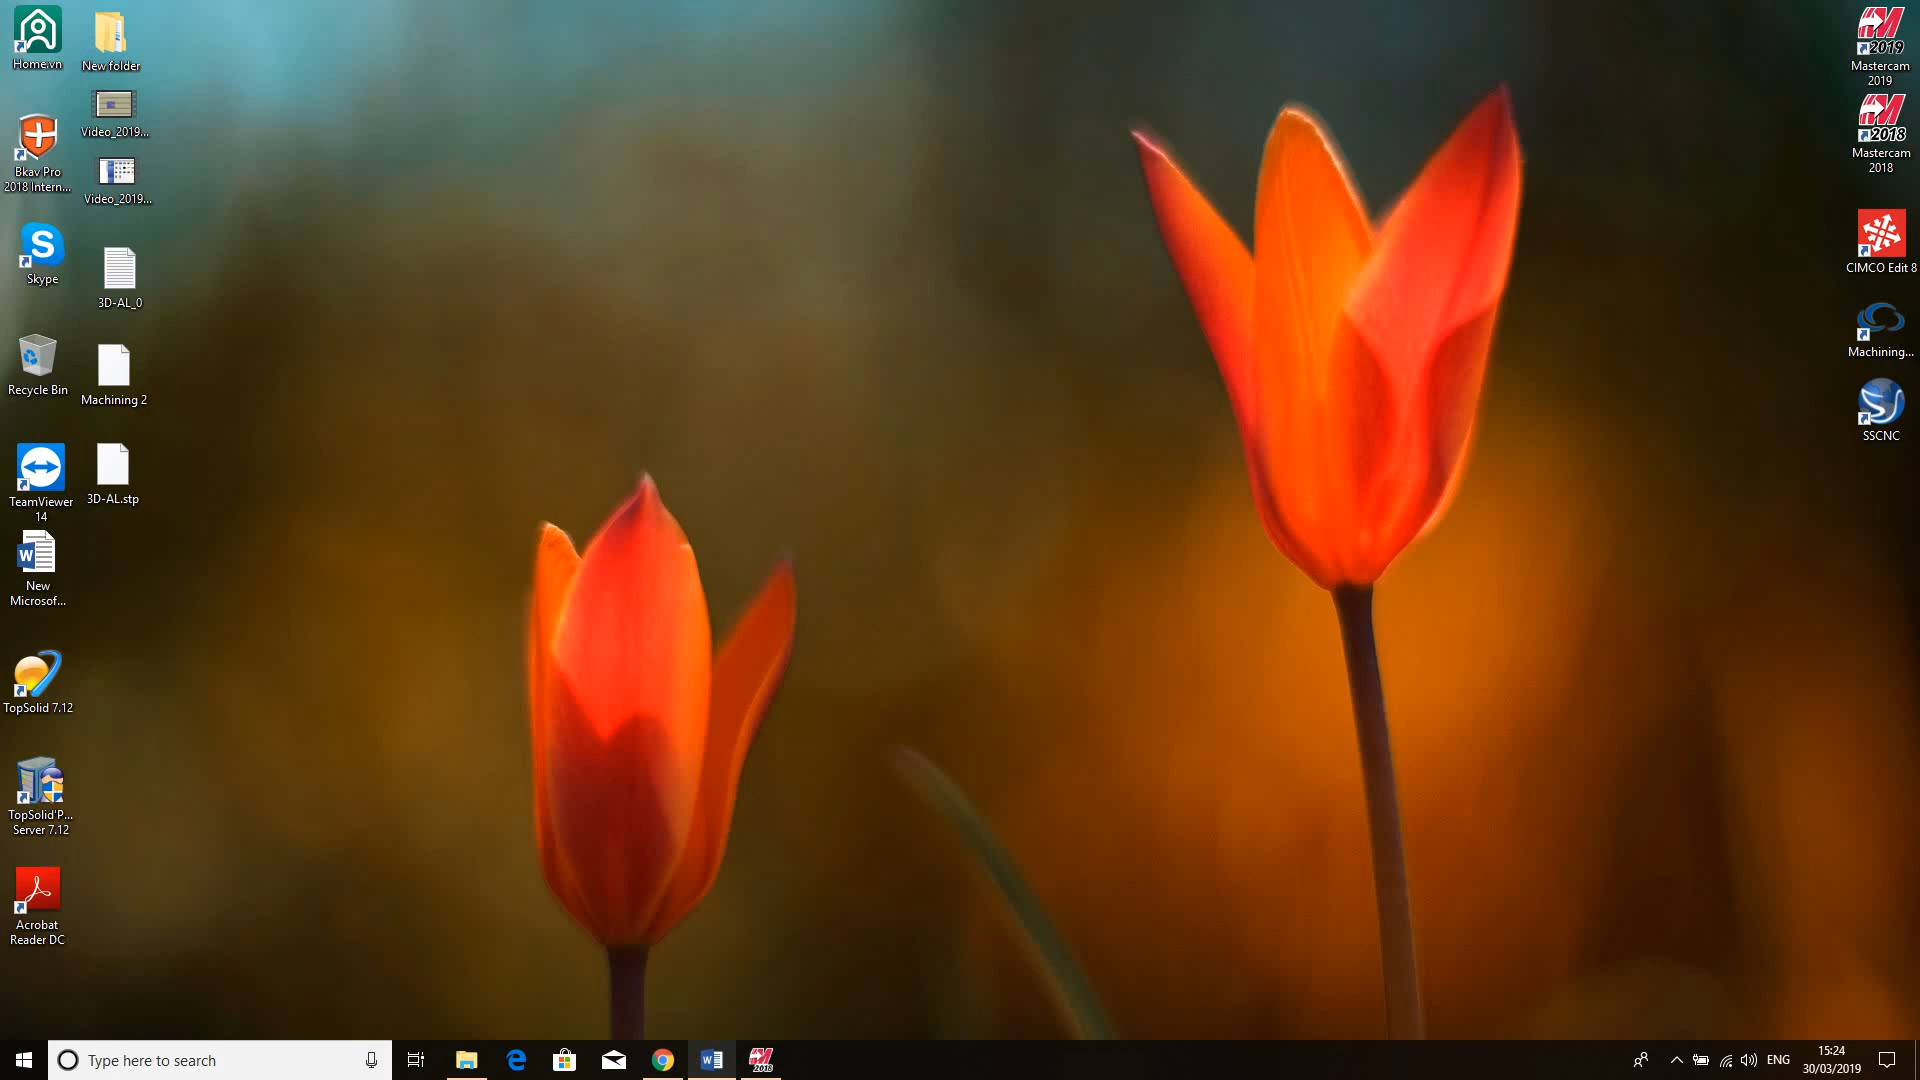 Home.vn
New folder
Video_2019...
Bkav Pro
2018 Intern...
Video_2019...
S
Skype
3D-AL_0
Recycle Bin
Machining 2
TeamViewer
14
3D-AL.stp
W
New
Microsof...
TopSolid 7.12
TopSolid'P...
Server 7.12
Acrobat
Reader DC
2019
Mastercam
2019
2018
Mastercam
2018
CIMCO Edit 8
Machining...
SSCNC
Type here to search
W
2018
ENG
15:24
30/03/2019